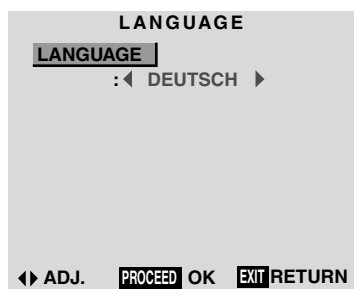 LANGUAGE
LANGUAGE
:◀ DEUTSCH ▶
◀▶ ADJ. PROCEED OK EXIT RETURN